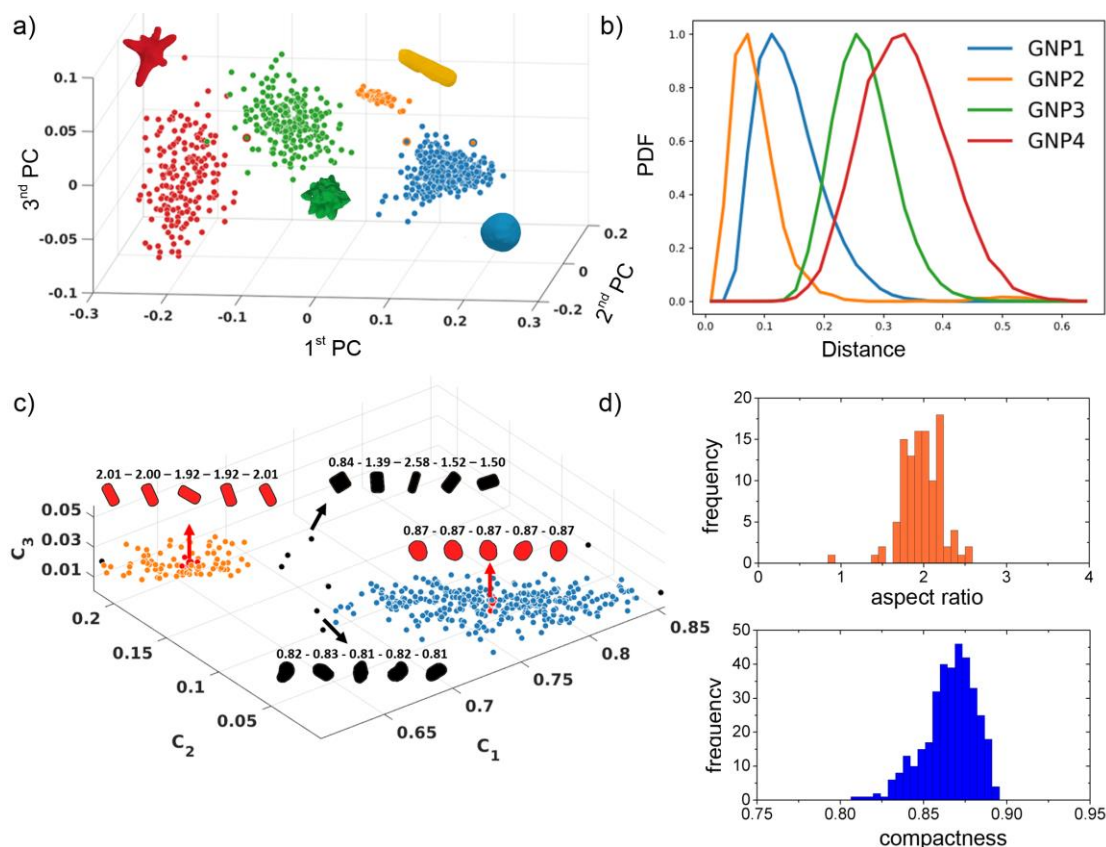 a)
0.1
0.05
0
-0.05
-0.1
3nd PC
-0.3
-0.2
-0.1
0
0.1
0.2
0.3
1st PC
0.2
0
-0.2
2nd PC
b)
1.0
0.8
0.6
0.4
0.2
0.0
PDF
GNP1
GNP2
GNP3
GNP4
0.0 0.1 0.2 0.3 0.4 0.5 0.6
Distance
c)
2.01 – 2.00 - 1.92 - 1.92 - 2.01
0.84 - 1.39 – 2.58 - 1.52 - 1.50
0.87 - 0.87 - 0.87 - 0.87 - 0.87
0.82 - 0.83 - 0.81 - 0.82 - 0.81
0.05
0.03
0.01
C3
0.2
0.15
0.1
0.05
C2
0.65
0.7
0.75
0.8
0.85
C1
d)
20
15
10
5
0
frequency
0 1 2 3 4
aspect ratio
50
40
30
20
10
0
frequency
0.75 0.80 0.85 0.90 0.95
compactness